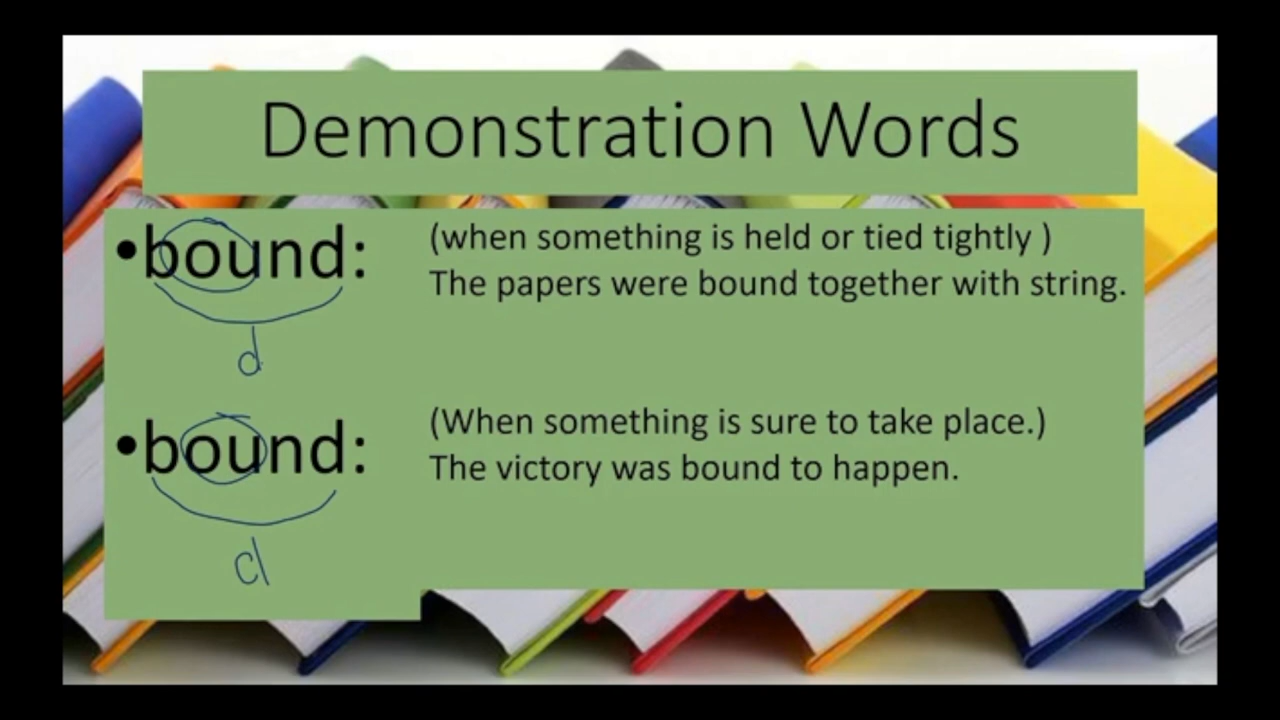 Demonstration Words
•bound:
(when something is held or tied tightly )
The papers were bound together with string.
d
•bound:
(When something is sure to take place.)
The victory was bound to happen.
d